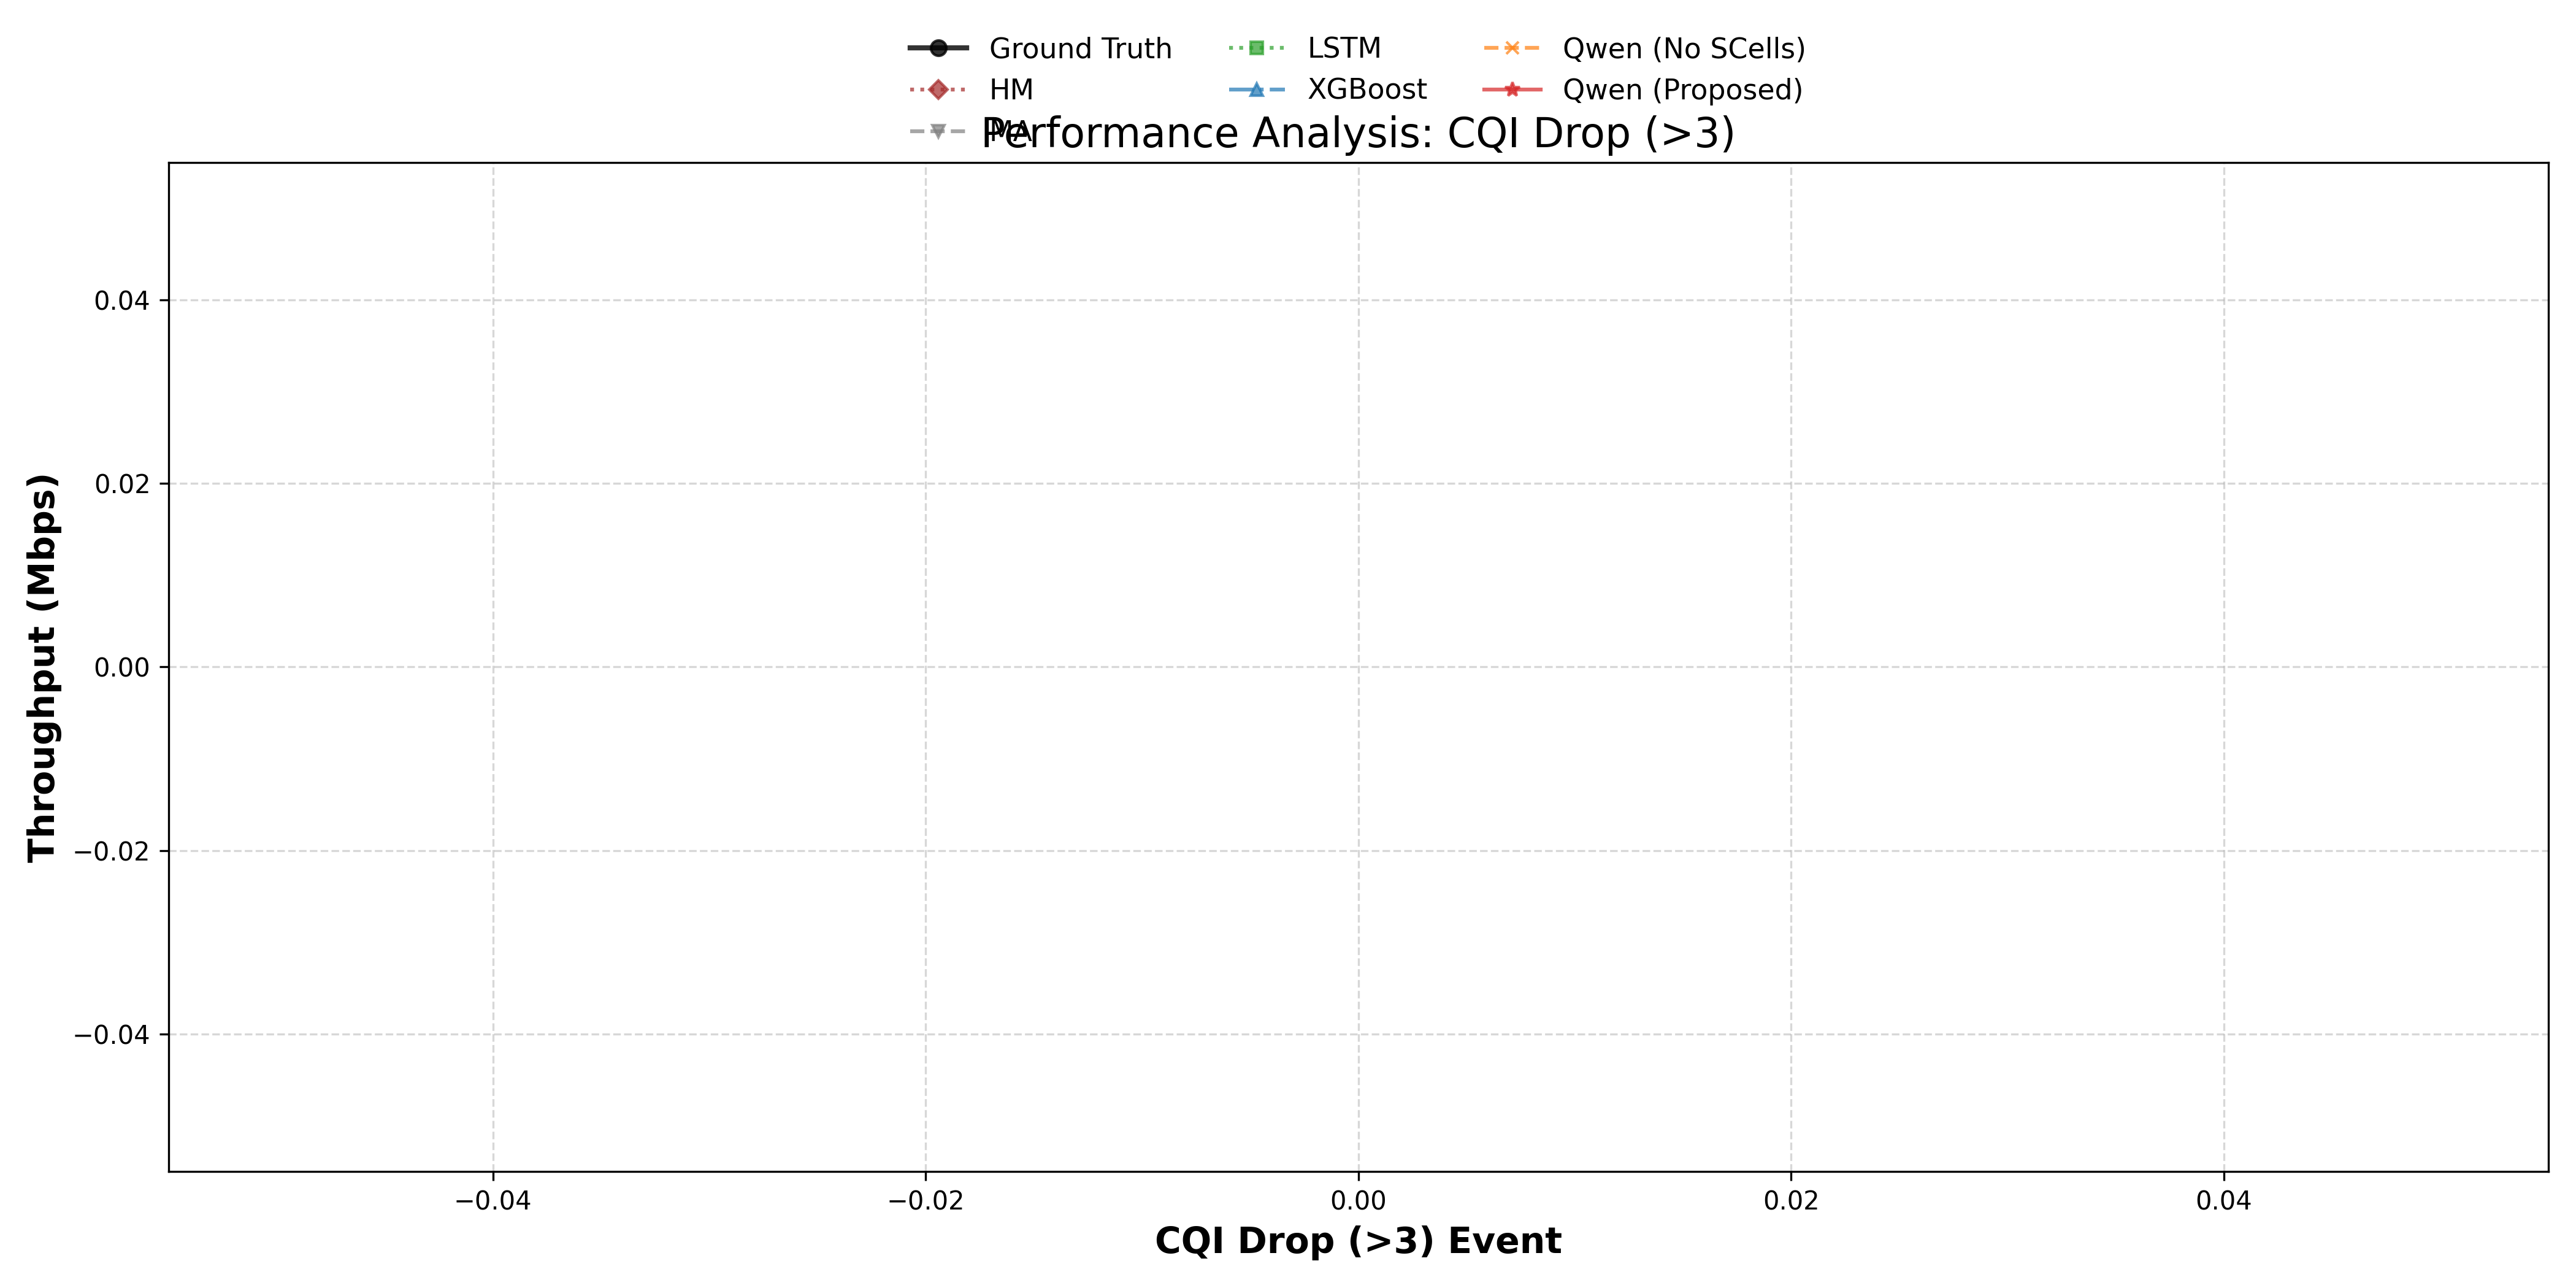 Ground Truth
HM
MA
LSTM
XGBoost
Qwen (No SCells)
Qwen (Proposed)
Performance Analysis: CQI Drop (>3)
Throughput (Mbps)
0.04
0.02
0.00
−0.02
−0.04
−0.04 −0.02 0.00 0.02 0.04
CQI Drop (>3) Event